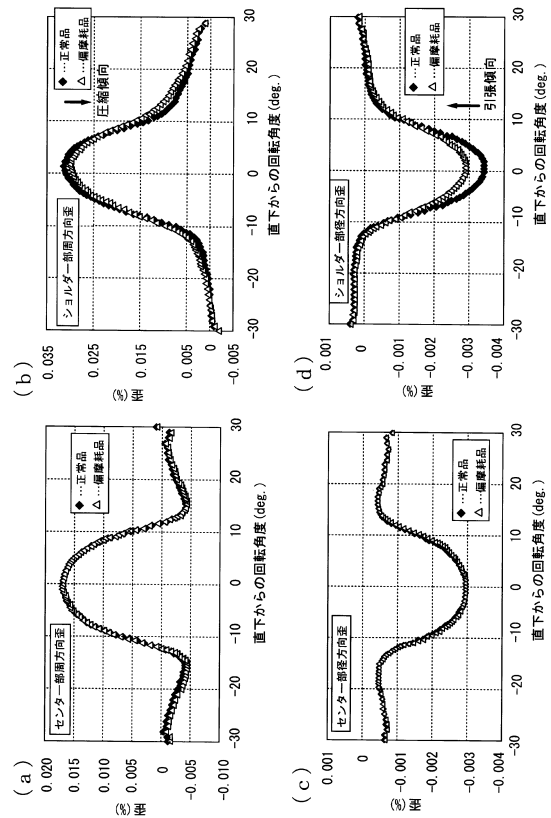 (a)
センター部周方向歪
◆…正常品
△…偏摩耗品
歪(%)
0.020
0.015
0.010
0.005
0
-0.005
-0.010
-30
-20
-10
0
10
20
30
直下からの回転角度(deg.)
(b)
ショルダー部周方向歪
◆…正常品
△…偏摩耗品
圧縮傾向
歪(%)
0.035
0.025
0.015
0.005
0
-0.005
-30
-20
-10
0
10
20
30
直下からの回転角度(deg.)
(c)
センター部径方向歪
◆…正常品
△…偏摩耗品
歪(%)
0.001
0
-0.001
-0.002
-0.003
-0.004
-30
-20
-10
0
10
20
30
直下からの回転角度(deg.)
(d)
ショルダー部径方向歪
◆…正常品
△…偏摩耗品
引張傾向
歪(%)
0.001
0
-0.001
-0.002
-0.003
-0.004
-30
-20
-10
0
10
20
30
直下からの回転角度(deg.)